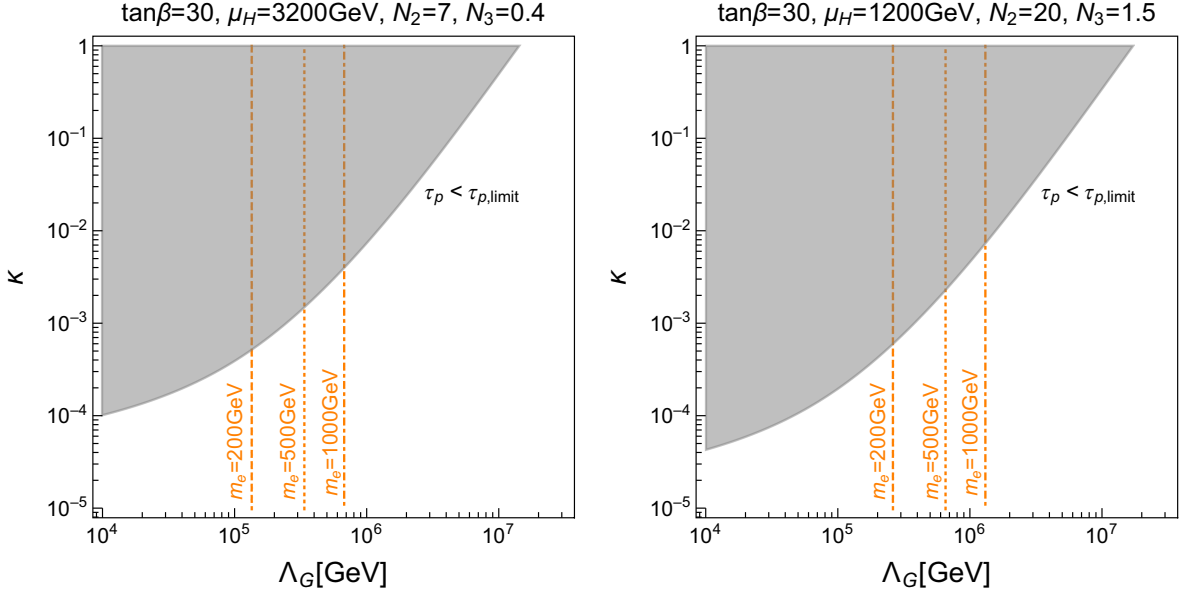 tanβ=30, μ_H=3200GeV, N_2=7, N_3=0.4
1
10^−1
10^−2
10^−3
10^−4
10^−5
κ
τ_p < τ_p,limit
m_e=200GeV
m_e=500GeV
m_e=1000GeV
10^4
10^5
10^6
10^7
Λ_G[GeV]
tanβ=30, μ_H=1200GeV, N_2=20, N_3=1.5
1
10^−1
10^−2
10^−3
10^−4
10^−5
κ
τ_p < τ_p,limit
m_e=200GeV
m_e=500GeV
m_e=1000GeV
10^4
10^5
10^6
10^7
Λ_G[GeV]